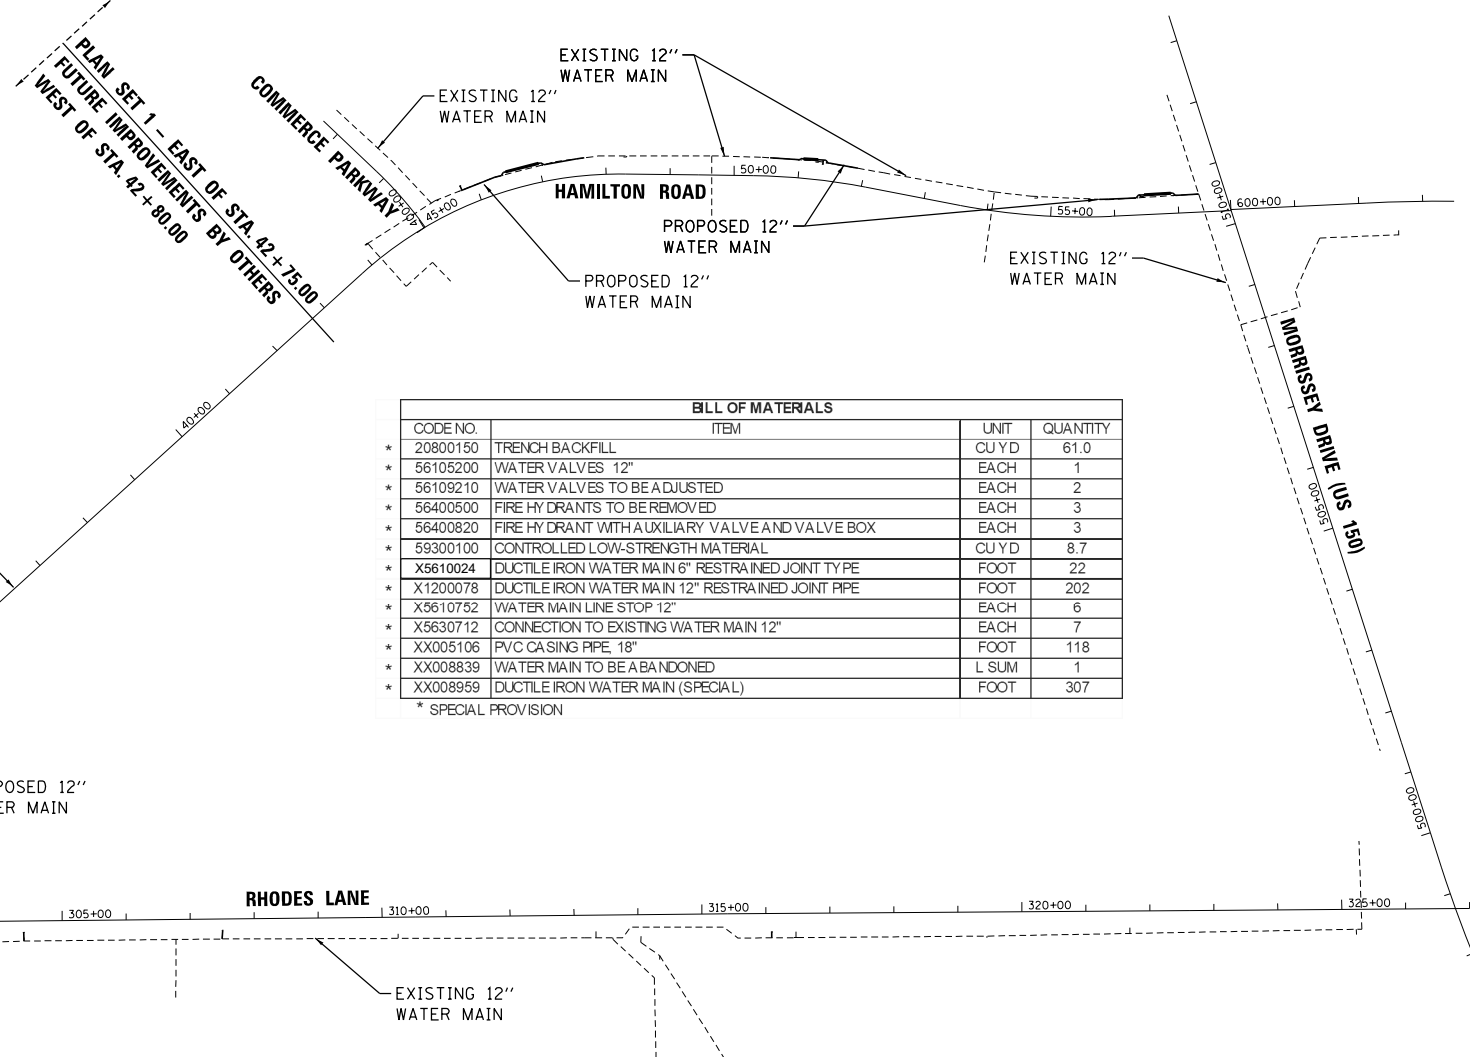 PLAN SET 1 - EAST OF STA. 42+75.00
FUTURE IMPROVEMENTS BY OTHERS
WEST OF STA. 42+80.00
COMMERCE PARKWAY
EXISTING 12''
WATER MAIN
EXISTING 12''
WATER MAIN
40+00
45+00
HAMILTON ROAD
50+00
PROPOSED 12''
WATER MAIN
PROPOSED 12''
WATER MAIN
55+00
510+00
600+00
EXISTING 12''
WATER MAIN
MORRISSEY DRIVE (US 150)
40+00
505+00
500+00
BILL OF MATERIALS
CODE NO. ITEM UNIT QUANTITY
* 20800150 TRENCH BACKFILL CU YD 61.0
* 56105200 WATER VALVES 12" EACH 1
* 56109210 WATER VALVES TO BE ADJUSTED EACH 2
* 56400500 FIRE HYDRANTS TO BE REMOVED EACH 3
* 56400820 FIRE HYDRANT WITH AUXILIARY VALVE AND VALVE BOX EACH 3
* 59300100 CONTROLLED LOW-STRENGTH MATERIAL CU YD 8.7
* X5610024 DUCTILE IRON WATER MAIN 6" RESTRAINED JOINT TYPE FOOT 22
* X1200078 DUCTILE IRON WATER MAIN 12" RESTRAINED JOINT PIPE FOOT 202
* X5610752 WATER MAIN LINE STOP 12" EACH 6
* X5630712 CONNECTION TO EXISTING WATER MAIN 12" EACH 7
* XX005106 PVC CASING PIPE, 18" FOOT 118
* XX008839 WATER MAIN TO BE ABANDONED L SUM 1
* XX008959 DUCTILE IRON WATER MAIN (SPECIAL) FOOT 307
* SPECIAL PROVISION
POSED 12''
ER MAIN
RHODES LANE
305+00
310+00
315+00
320+00
325+00
EXISTING 12''
WATER MAIN